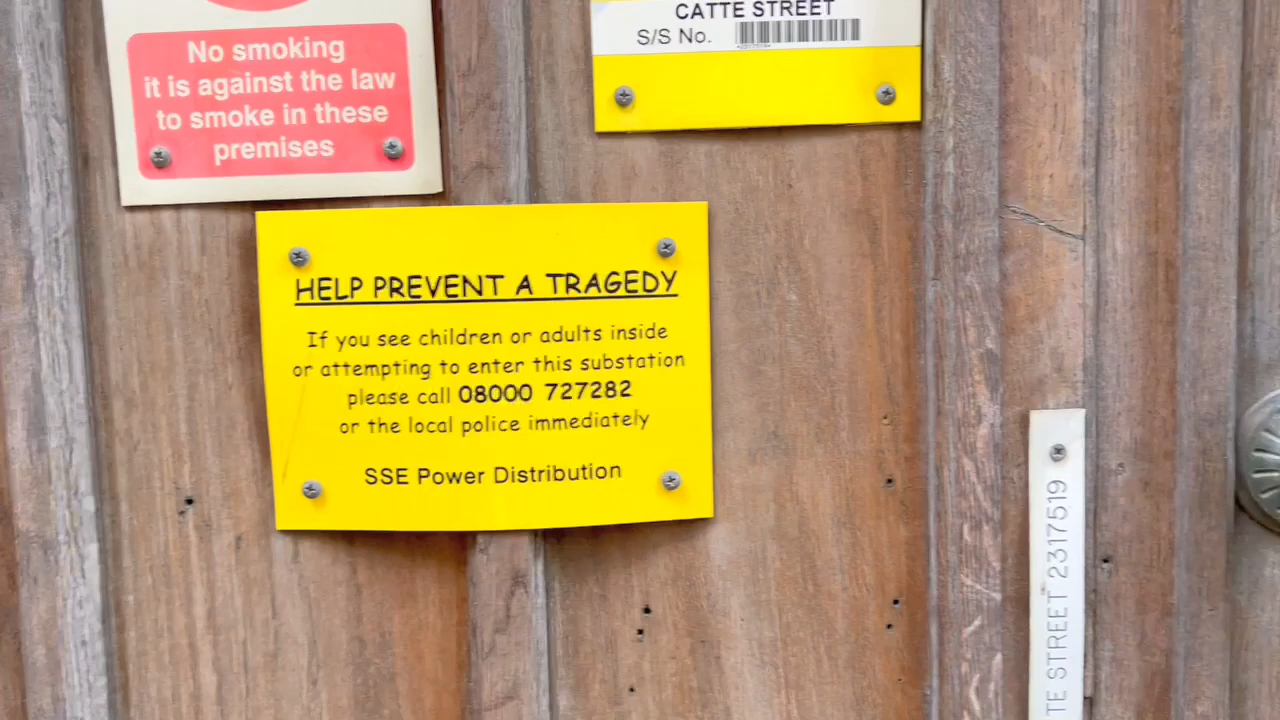 No smoking
it is against the law
to smoke in these
premises
CATTE STREET
S/S No.
HELP PREVENT A TRAGEDY
If you see children or adults inside
or attempting to enter this substation
please call 08000 727282
or the local police immediately
SSE Power Distribution
TE STREET 2317519